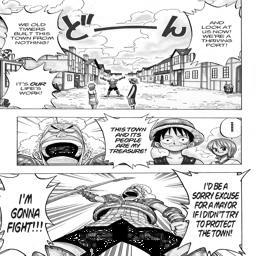 WE OLD
TIMERS
BUILT THIS
TOWN FROM
NOTHING!
どーーん
AND
LOOK AT
US NOW!
WE'RE A
THRIVING
PORT!
IT'S OUR
LIFE'S
WORK!
THIS TOWN
AND ITS
PEOPLE
ARE MY
TREASURE!
!
I'D BE A
SORRY EXCUSE
FOR A MAYOR
IF I DIDN'T TRY
TO PROTECT
THE TOWN!
I'M
GONNA
FIGHT!!!